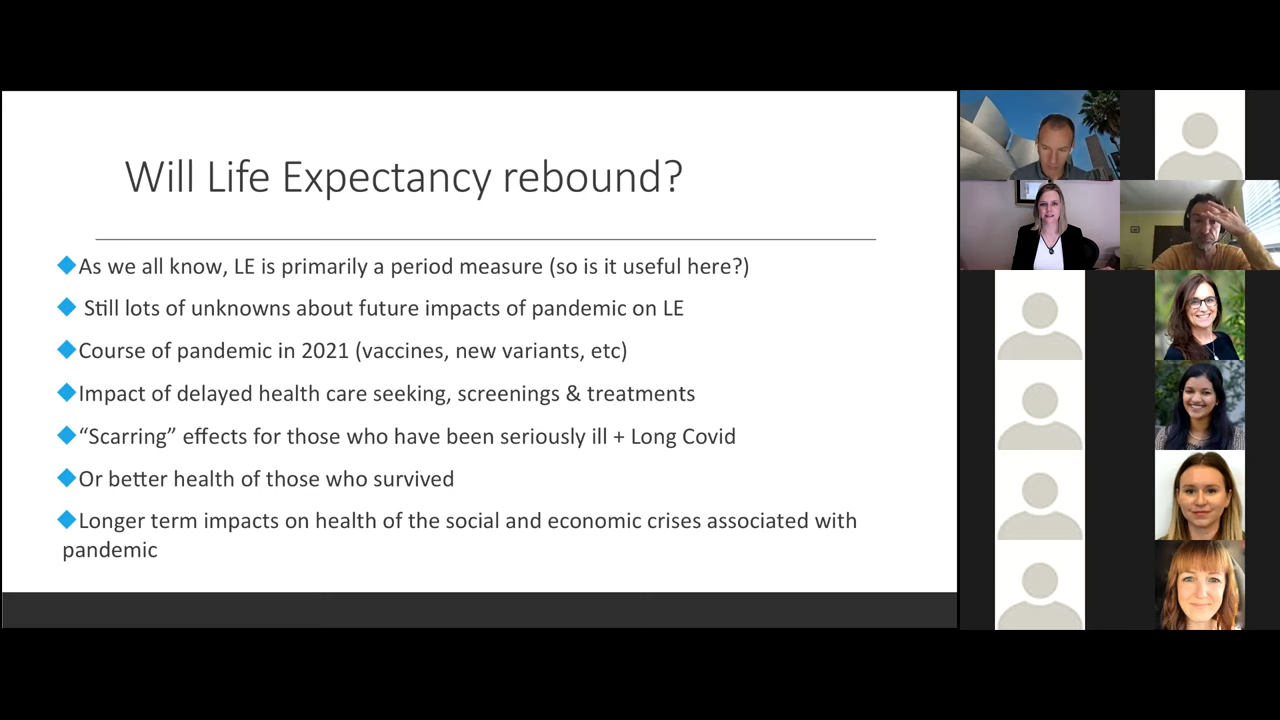 Will Life Expectancy rebound?
As we all know, LE is primarily a period measure (so is it useful here?)
Still lots of unknowns about future impacts of pandemic on LE
Course of pandemic in 2021 (vaccines, new variants, etc)
Impact of delayed health care seeking, screenings & treatments
“Scarring” effects for those who have been seriously ill + Long Covid
Or better health of those who survived
Longer term impacts on health of the social and economic crises associated with
pandemic